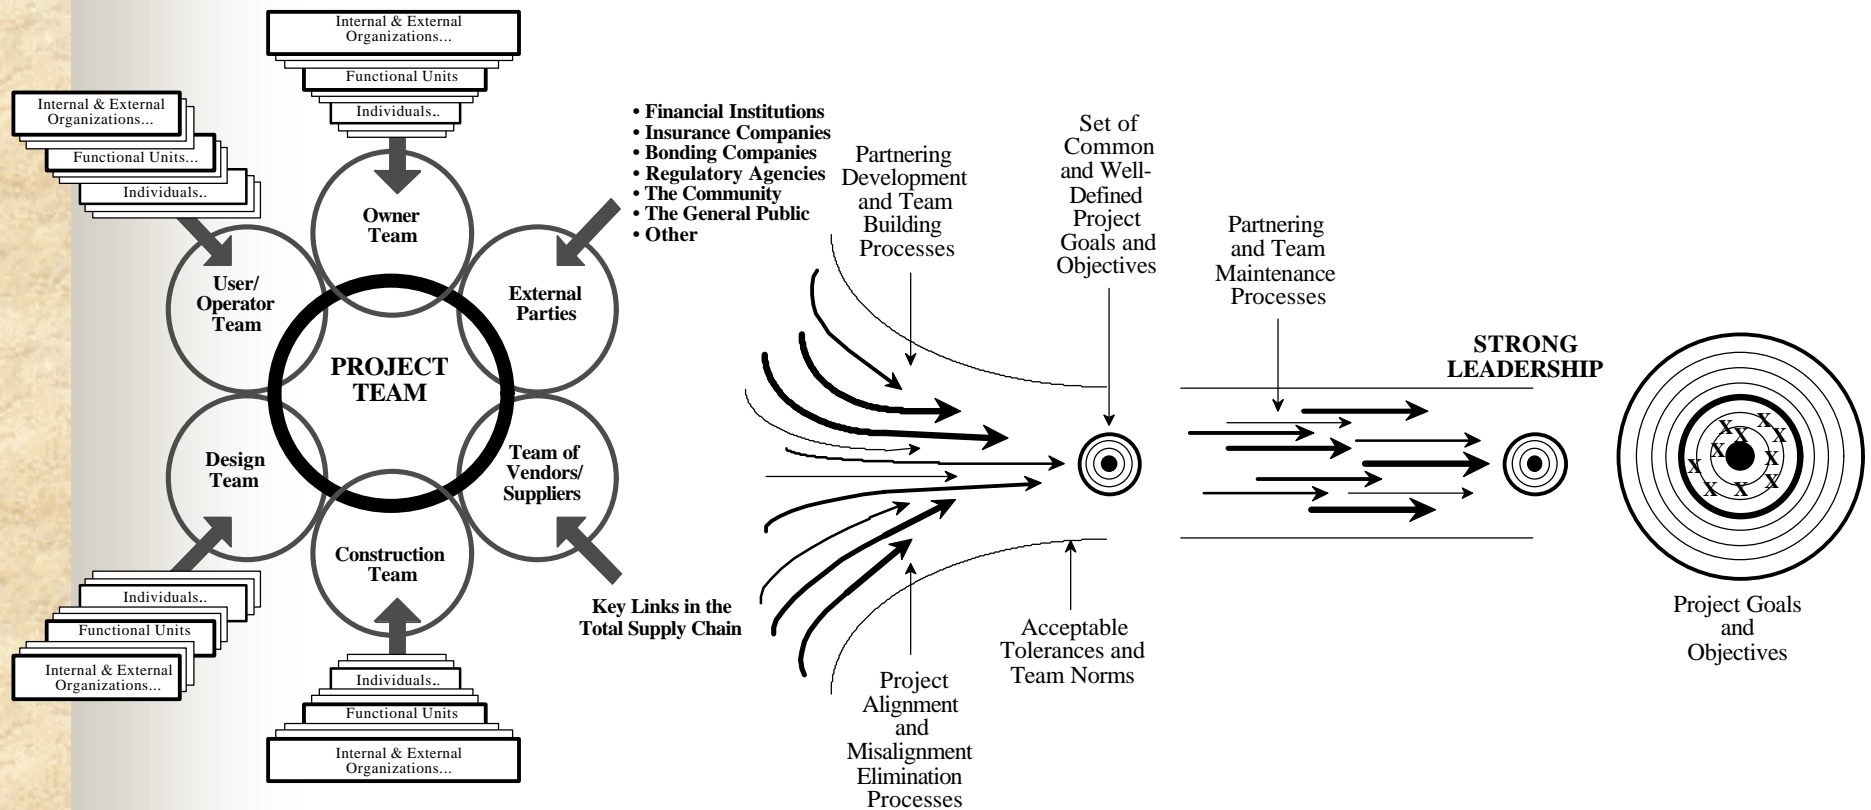 Internal & External
Organizations...
Functional Units
Individuals..
Internal & External
Organizations...
Functional Units...
Individuals..
Owner
Team
User/
Operator
Team
External
Parties
PROJECT
TEAM
Design
Team
Team of
Vendors/
Suppliers
Construction
Team
Individuals..
Functional Units
Internal & External
Organizations...
Individuals..
Functional Units
Internal & External
Organizations...
• Financial Institutions
• Insurance Companies
• Bonding Companies
• Regulatory Agencies
• The Community
• The General Public
• Other
Key Links in the
Total Supply Chain
Partnering
Development
and Team
Building
Processes
Set of
Common
and Well-
Defined
Project
Goals and
Objectives
Project
Alignment
and
Misalignment
Elimination
Processes
Acceptable
Tolerances and
Team Norms
Partnering
and Team
Maintenance
Processes
STRONG
LEADERSHIP
X
X
X
X
X
X
X
X
X
X
Project Goals
and
Objectives